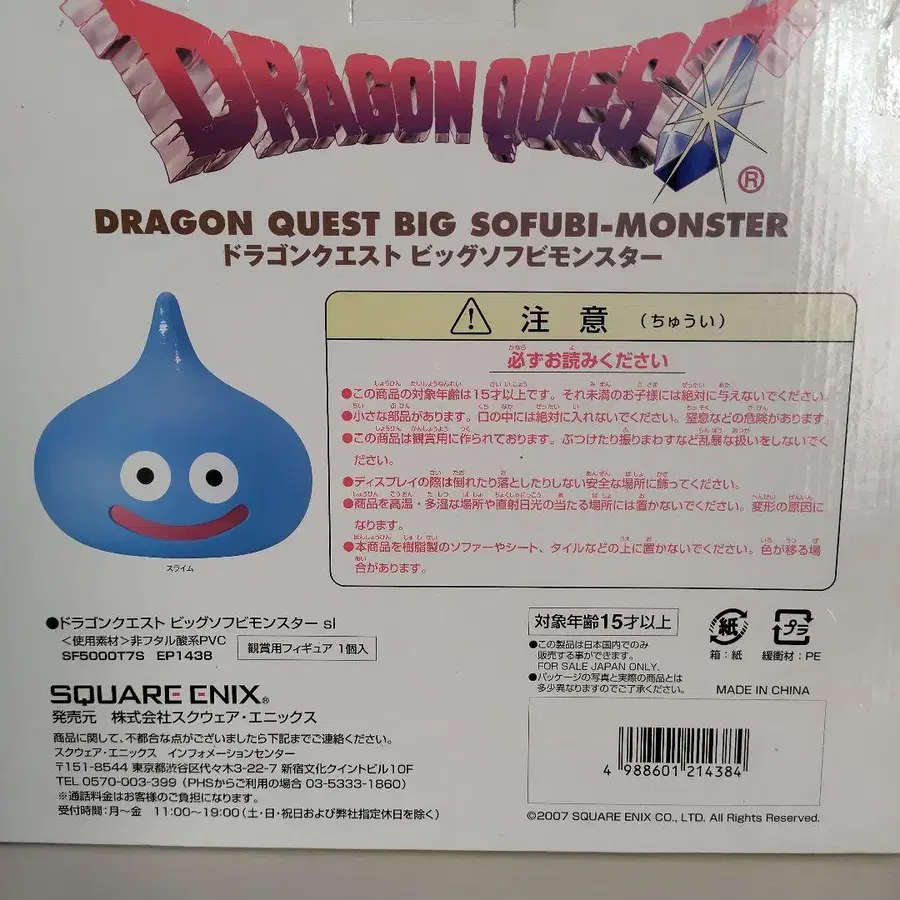 DRAGON QUEST
®
DRAGON QUEST BIG SOFUBI-MONSTER
ドラゴンクエスト ビッグソフビモンスター
注意（ちゅうい）
必ずお読みください
●この商品の対象年齢は15才以上です。それ未満のお子様には絶対に与えないでください。
●小さな部品があります。口の中には絶対に入れないでください。窒息などの危険があります。
●この商品は観賞用に作られております。ぶつけたり振りまわすなど乱暴な扱いをしないでく
ださい。
●ディスプレイの際は倒れたり落としたりしない安全な場所に飾ってください。
●商品を高温・多湿な場所や直射日光の当たる場所には置かないでください。変形の原因に
なります。
●本商品を樹脂製のソファーやシート、タイルなどの上に置かないでください。色が移る場
合があります。
スライム
●ドラゴンクエスト ビッグソフビモンスター sl
＜使用素材＞非フタル酸系PVC
SF5000T7S EP1438
観賞用フィギュア 1個入
対象年齢15才以上
●この製品は日本国内でのみ
販売する事ができます。
FOR SALE JAPAN ONLY.
●パッケージの写真と実際の商品とは
多少異なりますのでご了承ください。
紙
箱：紙
プラ
緩衝材：PE
MADE IN CHINA
SQUARE ENIX®
発売元 株式会社スクウェア・エニックス
商品に関して、不都合な点がございましたら下記までご連絡ください。
スクウェア・エニックス インフォメーションセンター
〒151-8544 東京都渋谷区代々木3-22-7 新宿文化クイントビル10F
TEL 0570-003-399（PHSからご利用の場合 03-5333-1860）
※通話料金はお客様のご負担になります。
受付時間：月～金 11:00～19:00（土・日・祝日および弊社指定休日を除く）
4 988601 214384
©2007 SQUARE ENIX CO., LTD. All Rights Reserved.